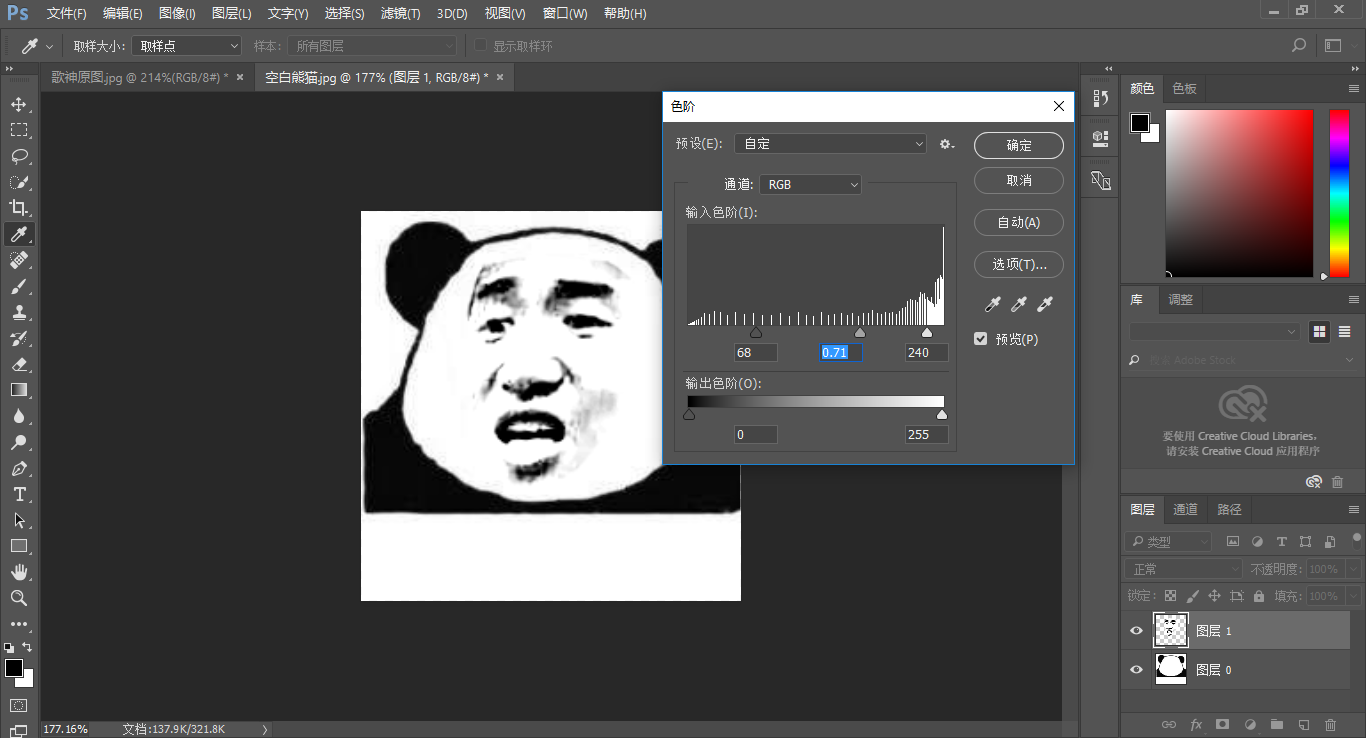 Ps 文件(F) 编辑(E) 图像(I) 图层(L) 文字(Y) 选择(S) 滤镜(T) 3D(D) 视图(V) 窗口(W) 帮助(H)
取样大小: 取样点 样本: 所有图层 显示取样环
歌神原图.jpg @ 214%(RGB/8#) * × 空白熊猫.jpg @ 177% (图层 1, RGB/8#) * ×
色阶
预设(E): 自定
确定
通道: RGB
取消
输入色阶(I):
自动(A)
选项(T)...
预览(P)
68 0.71 240
输出色阶(O):
0 255
颜色 色板
库 调整
搜索 Adobe Stock
要使用 Creative Cloud Libraries，
请安装 Creative Cloud 应用程序
图层 通道 路径
类型
正常 不透明度: 100%
锁定: 填充: 100%
图层 1
图层 0
fx
177.16% 文档:137.9K/321.8K